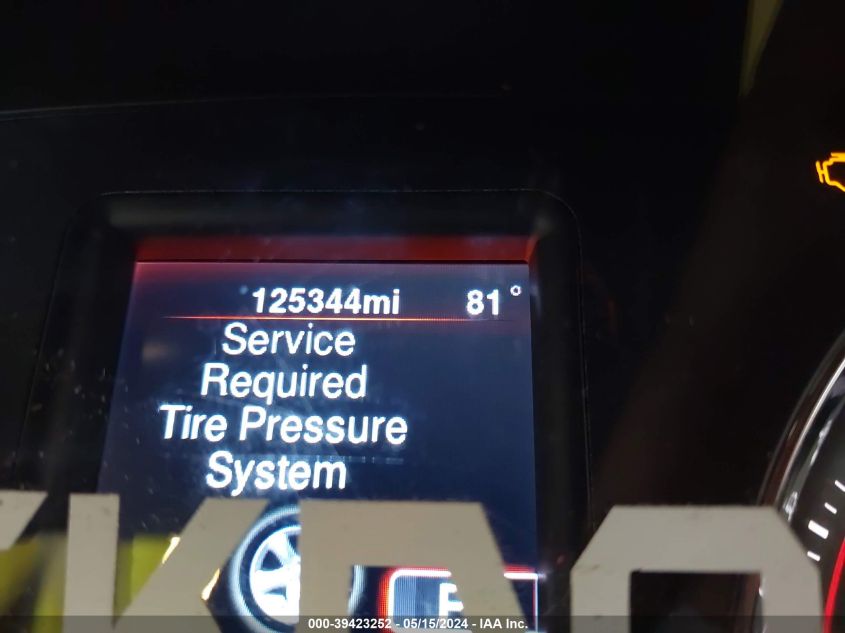 125344mi 81°
Service
Required
Tire Pressure
System
000-39423252 - 05/15/2024 - IAA Inc.